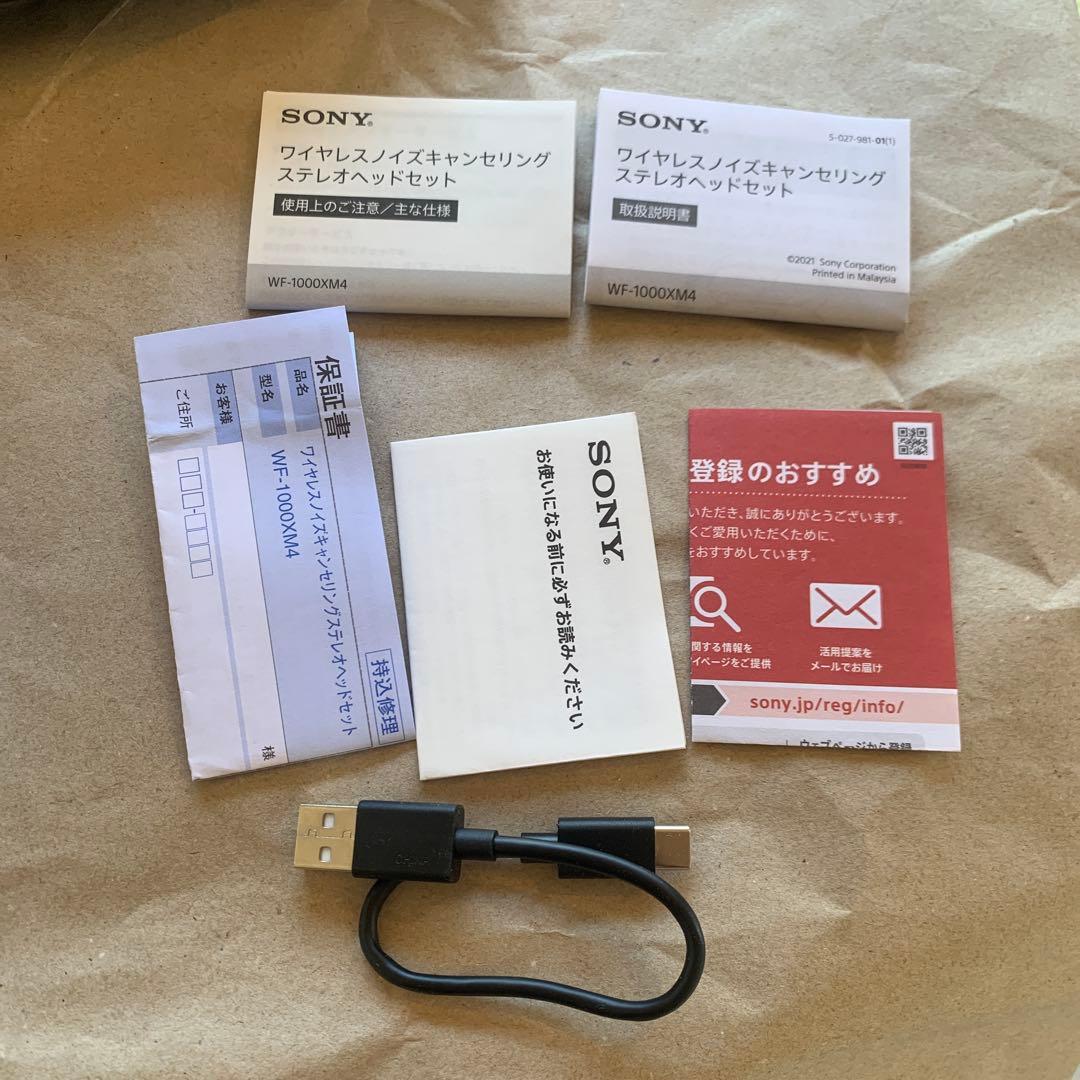 SONY®
ワイヤレスノイズキャンセリング
ステレオヘッドセット
使用上のご注意／主な仕様
WF-1000XM4
SONY®
5-027-981-01(1)
ワイヤレスノイズキャンセリング
ステレオヘッドセット
取扱説明書
©2021 Sony Corporation
Printed in Malaysia
WF-1000XM4
保証書
品名
ワイヤレスノイズキャンセリングステレオヘッドセット
型名
WF-1000XM4
お客様
様
ご住所
持込修理
SONY®
お使いになる前に必ずお読みください
登録のおすすめ
いただき、誠にありがとうございます。
くご愛用いただくために、
をおすすめしています。
関する情報を
イページをご提供
活用提案を
メールでお届け
sony.jp/reg/info/
ウェブページから登録
CHINA